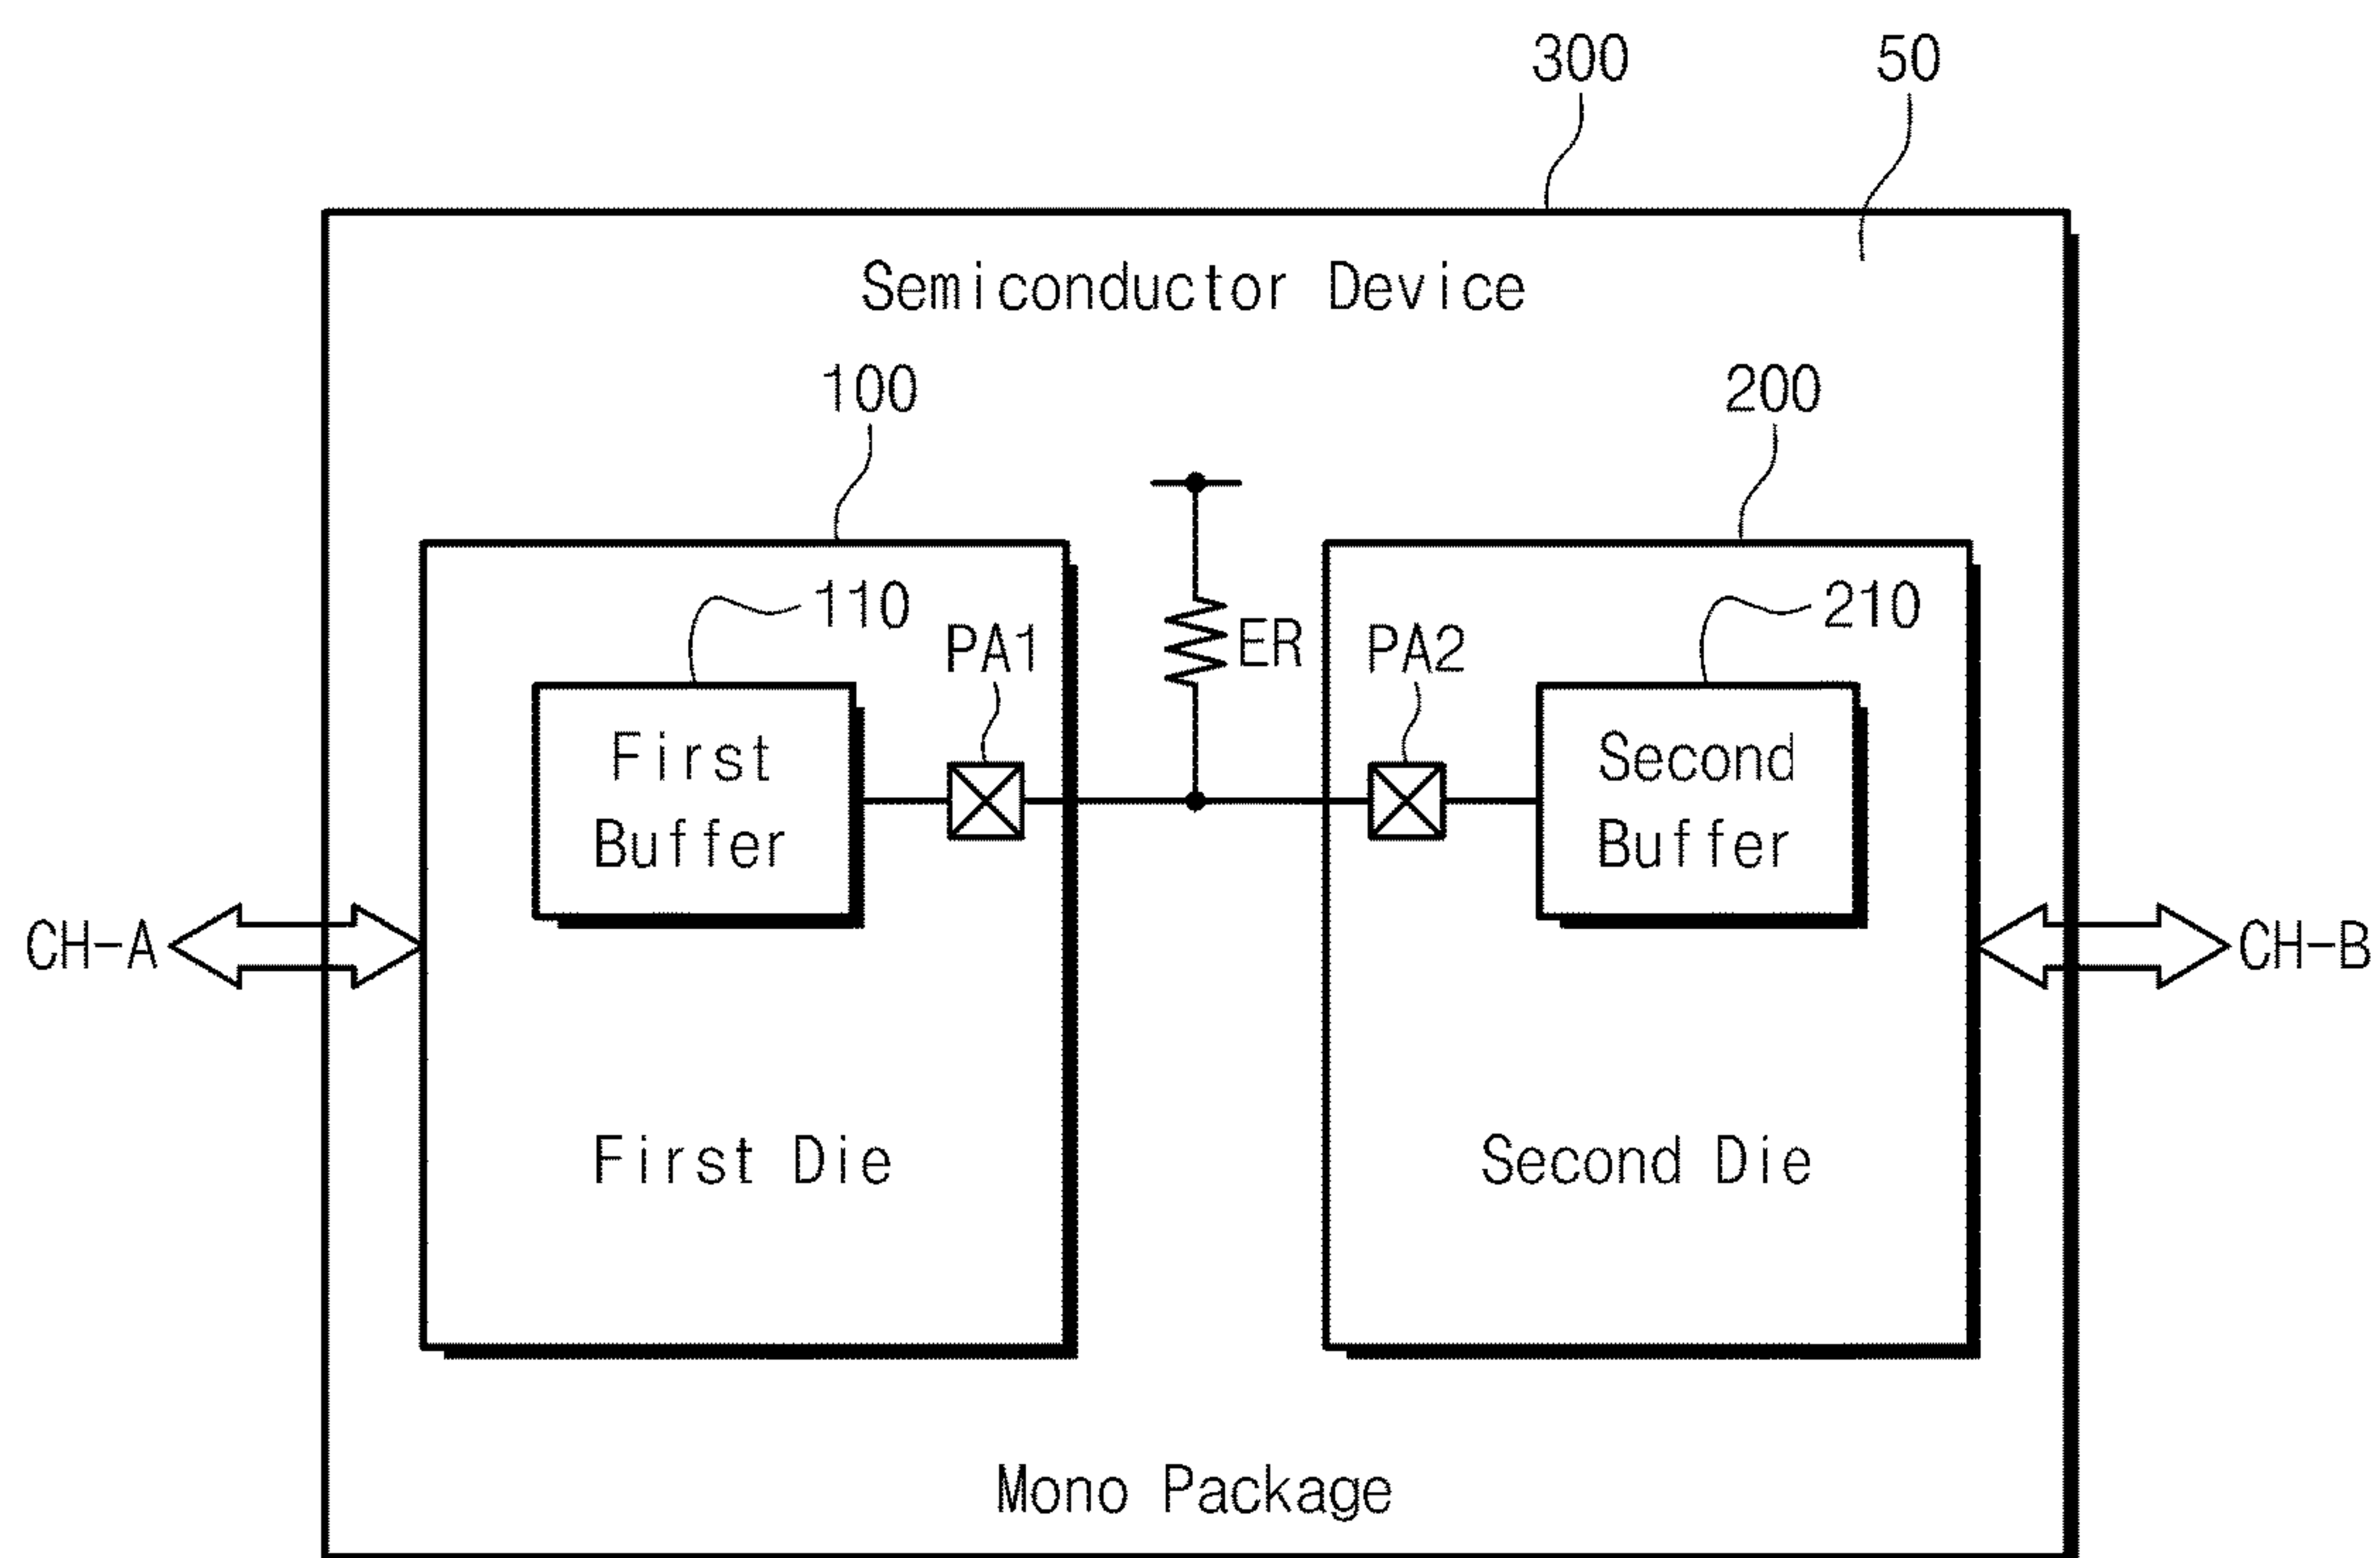 300
50
Semiconductor Device
100
200
110
PA1
ER
PA2
210
First
Buffer
Second
Buffer
CH-A
CH-B
First Die
Second Die
Mono Package